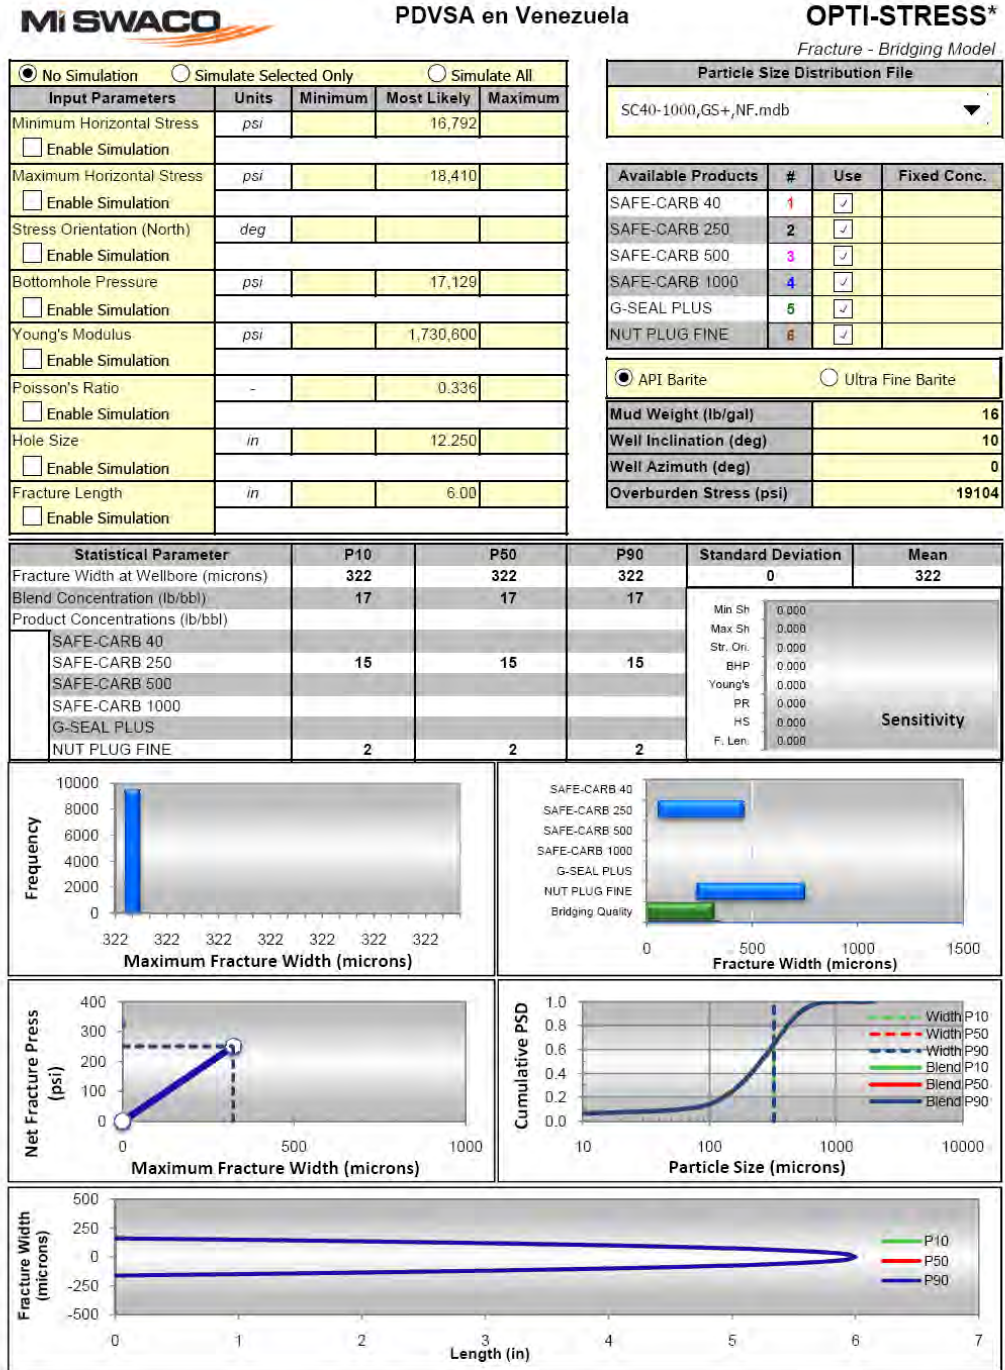 Mi SWACO
PDVSA en Venezuela
OPTI-STRESS*
Fracture - Bridging Model
No Simulation Simulate Selected Only Simulate All
Input Parameters Units Minimum Most Likely Maximum
Minimum Horizontal Stress psi 16,792
Enable Simulation
Maximum Horizontal Stress psi 18,410
Enable Simulation
Stress Orientation (North) deg
Enable Simulation
Bottomhole Pressure psi 17,129
Enable Simulation
Young's Modulus psi 1,730,600
Enable Simulation
Poisson's Ratio - 0.336
Enable Simulation
Hole Size in 12.250
Enable Simulation
Fracture Length in 6.00
Enable Simulation
Particle Size Distribution File
SC40-1000,GS+,NF.mdb
Available Products # Use Fixed Conc.
SAFE-CARB 40 1
SAFE-CARB 250 2
SAFE-CARB 500 3
SAFE-CARB 1000 4
G-SEAL PLUS 5
NUT PLUG FINE 6
API Barite Ultra Fine Barite
Mud Weight (lb/gal) 16
Well Inclination (deg) 10
Well Azimuth (deg) 0
Overburden Stress (psi) 19104
Statistical Parameter P10 P50 P90 Standard Deviation Mean
Fracture Width at Wellbore (microns) 322 322 322 0 322
Blend Concentration (lb/bbl) 17 17 17
Product Concentrations (lb/bbl)
SAFE-CARB 40
SAFE-CARB 250 15 15 15
SAFE-CARB 500
SAFE-CARB 1000
G-SEAL PLUS
NUT PLUG FINE 2 2 2
Min Sh 0.000
Max Sh 0.000
Str. Ori. 0.000
BHP 0.000
Young's 0.000
PR 0.000
HS 0.000
F. Len. 0.000
Sensitivity
Frequency
10000
8000
6000
4000
2000
0
322 322 322 322 322 322 322
Maximum Fracture Width (microns)
SAFE-CARB 40
SAFE-CARB 250
SAFE-CARB 500
SAFE-CARB 1000
G-SEAL PLUS
NUT PLUG FINE
Bridging Quality
0 500 1000 1500
Fracture Width (microns)
Net Fracture Press
(psi)
400
300
200
100
0
0 500 1000
Maximum Fracture Width (microns)
Cumulative PSD
1.0
0.8
0.6
0.4
0.2
0.0
Width P10
Width P50
Width P90
Blend P10
Blend P50
Blend P90
10 100 1000 10000
Particle Size (microns)
Fracture Width
(microns)
500
250
0
-250
-500
P10
P50
P90
0 1 2 3 4 5 6 7
Length (in)